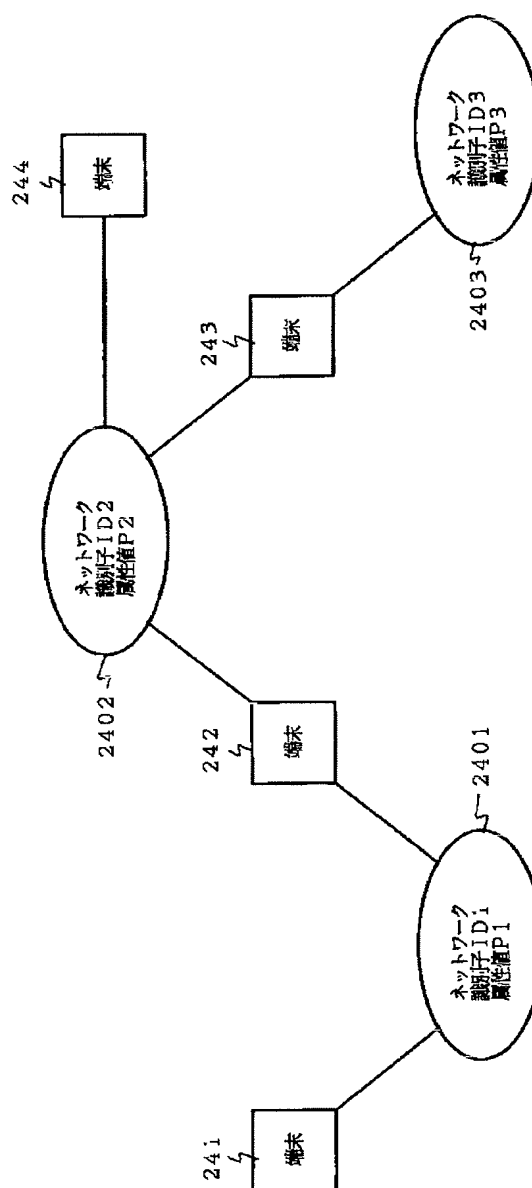 244
端末
243
端末
ネットワーク
識別子ID3
属性値P3
2403
ネットワーク
識別子ID2
属性値P2
2402
242
端末
2401
ネットワーク
識別子ID1
属性値P1
241
端末